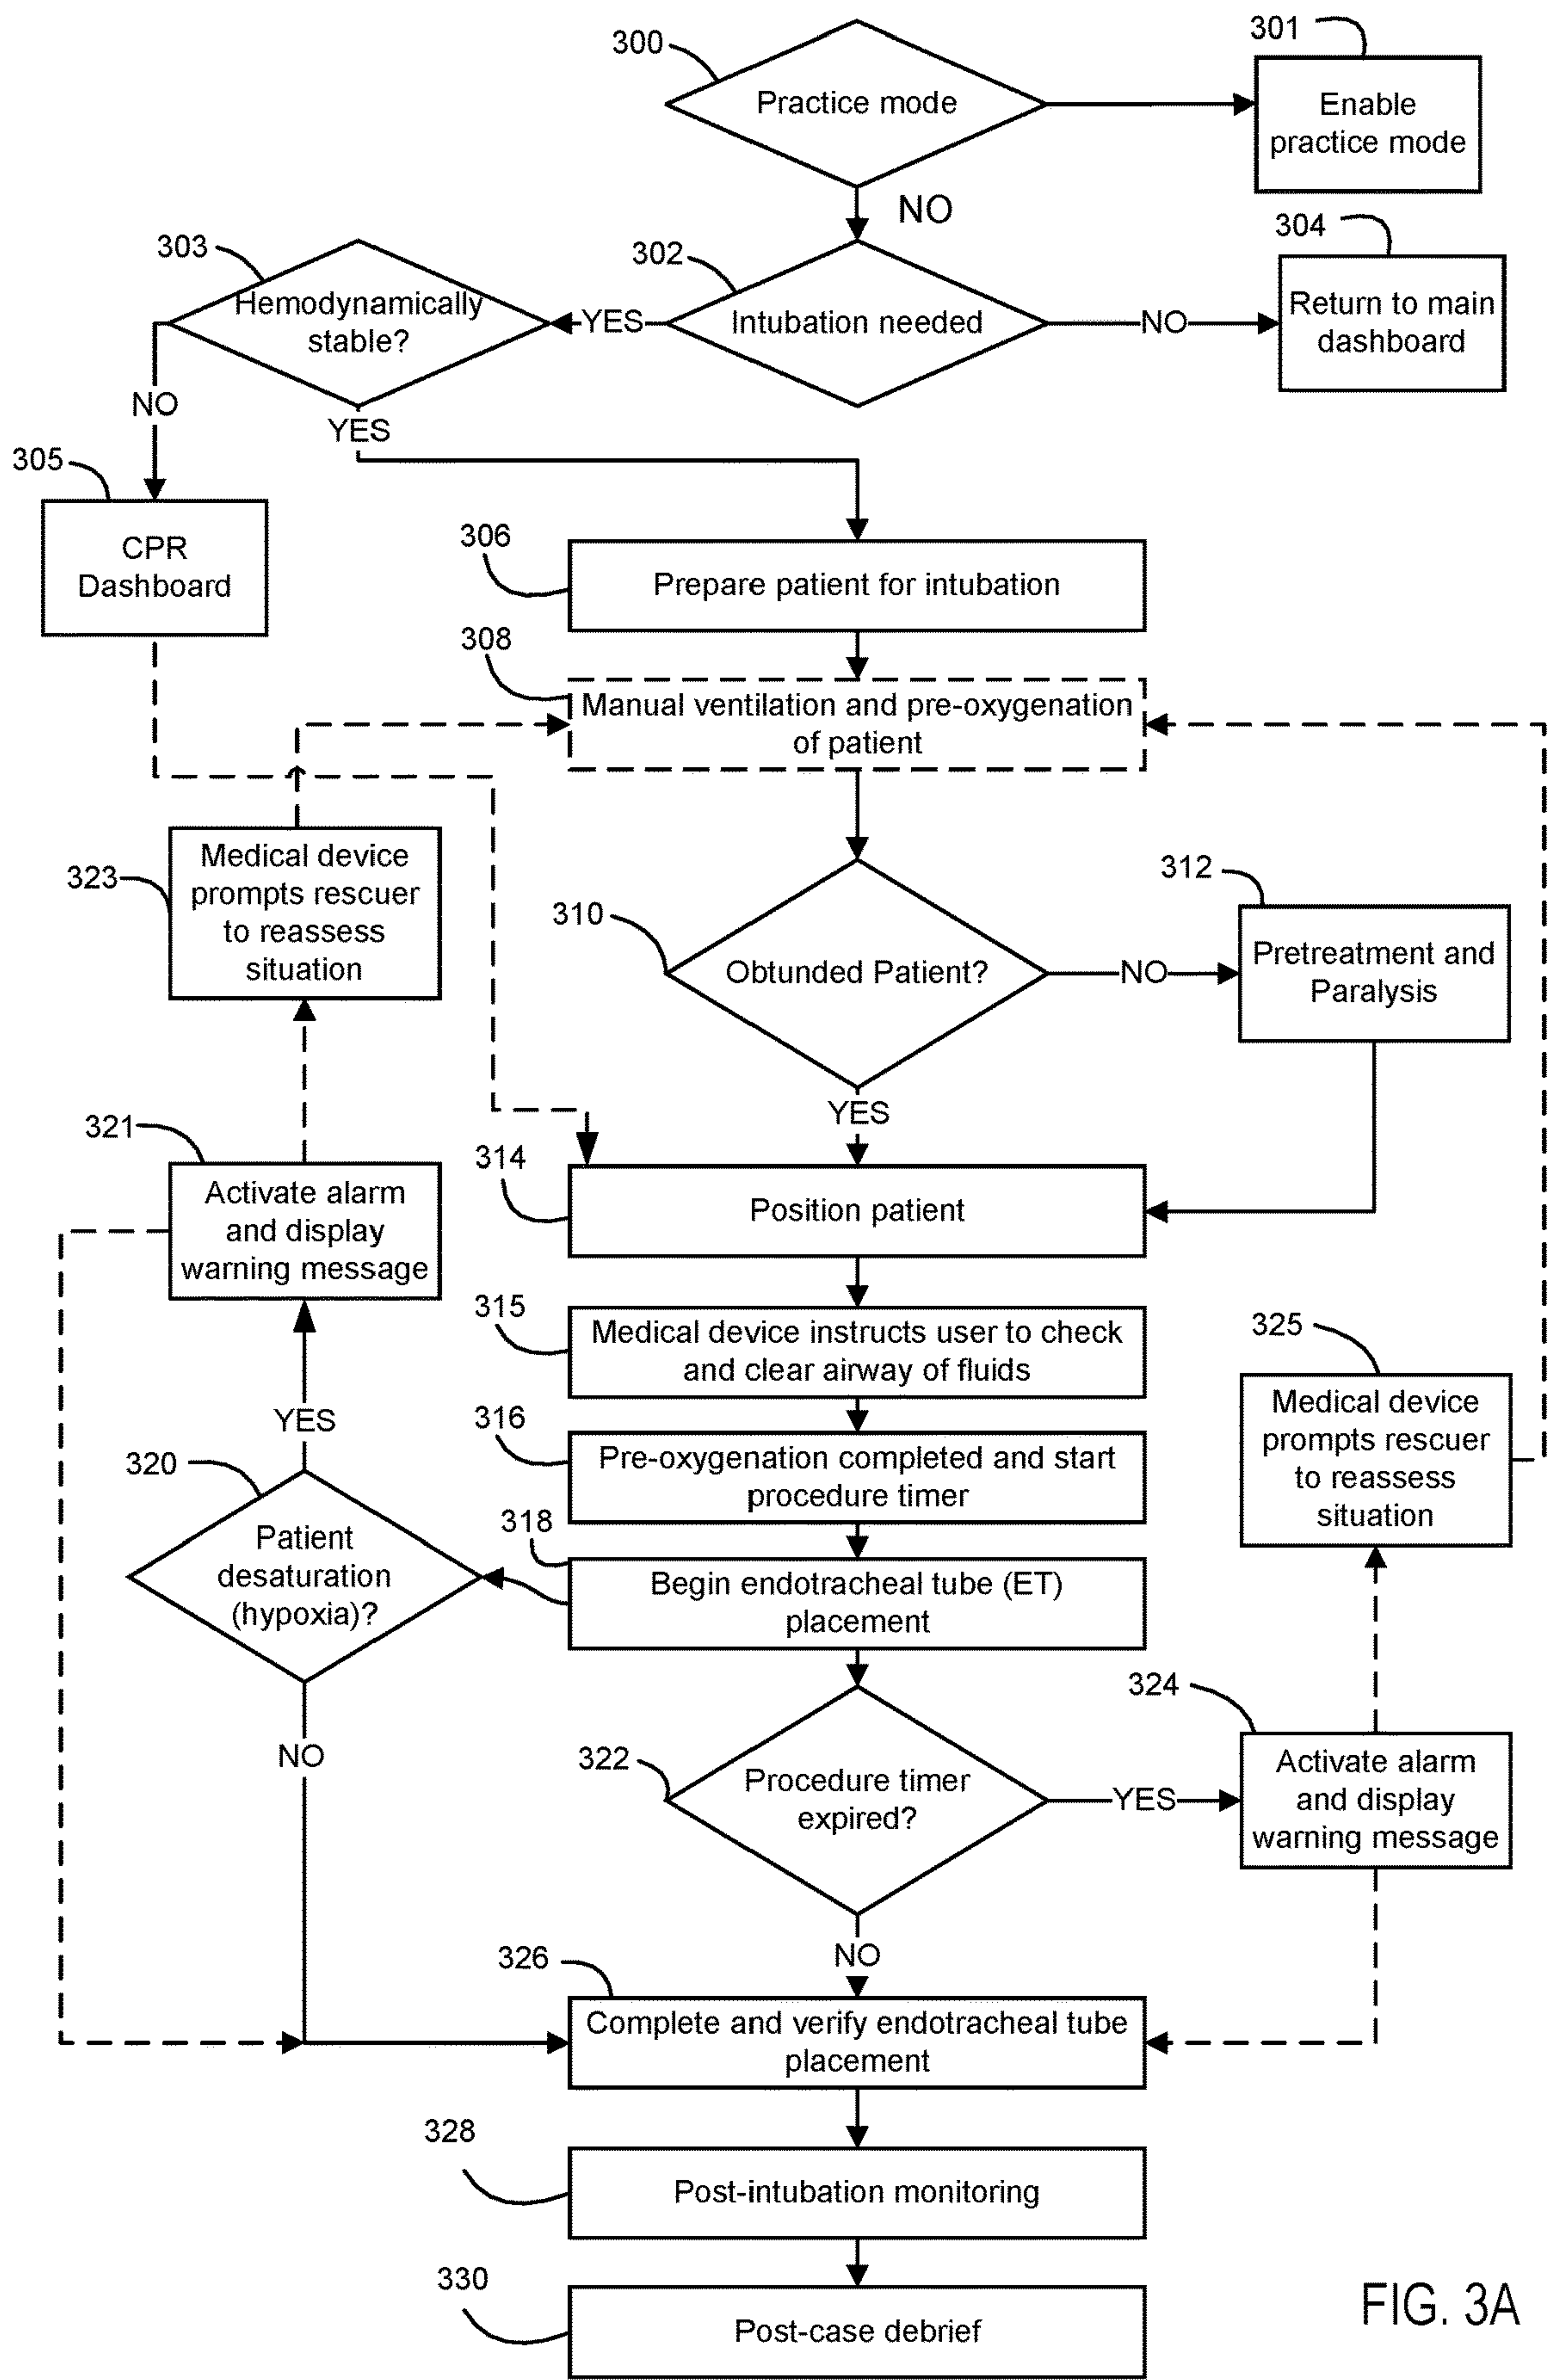 300
Practice mode
301
Enable
practice mode
NO
303
Hemodynamically
stable?
YES
302
Intubation needed
NO
304
Return to main
dashboard
NO
YES
305
CPR
Dashboard
306
Prepare patient for intubation
308
Manual ventilation and pre-oxygenation
of patient
323
Medical device
prompts rescuer
to reassess
situation
310
Obtunded Patient?
NO
312
Pretreatment and
Paralysis
YES
321
Activate alarm
and display
warning message
314
Position patient
315
Medical device instructs user to check
and clear airway of fluids
325
Medical device
prompts rescuer
to reassess
situation
YES
316
Pre-oxygenation completed and start
procedure timer
320
Patient
desaturation
(hypoxia)?
318
Begin endotracheal tube (ET)
placement
NO
322
Procedure timer
expired?
YES
324
Activate alarm
and display
warning message
NO
326
Complete and verify endotracheal tube
placement
328
Post-intubation monitoring
330
Post-case debrief
FIG. 3A